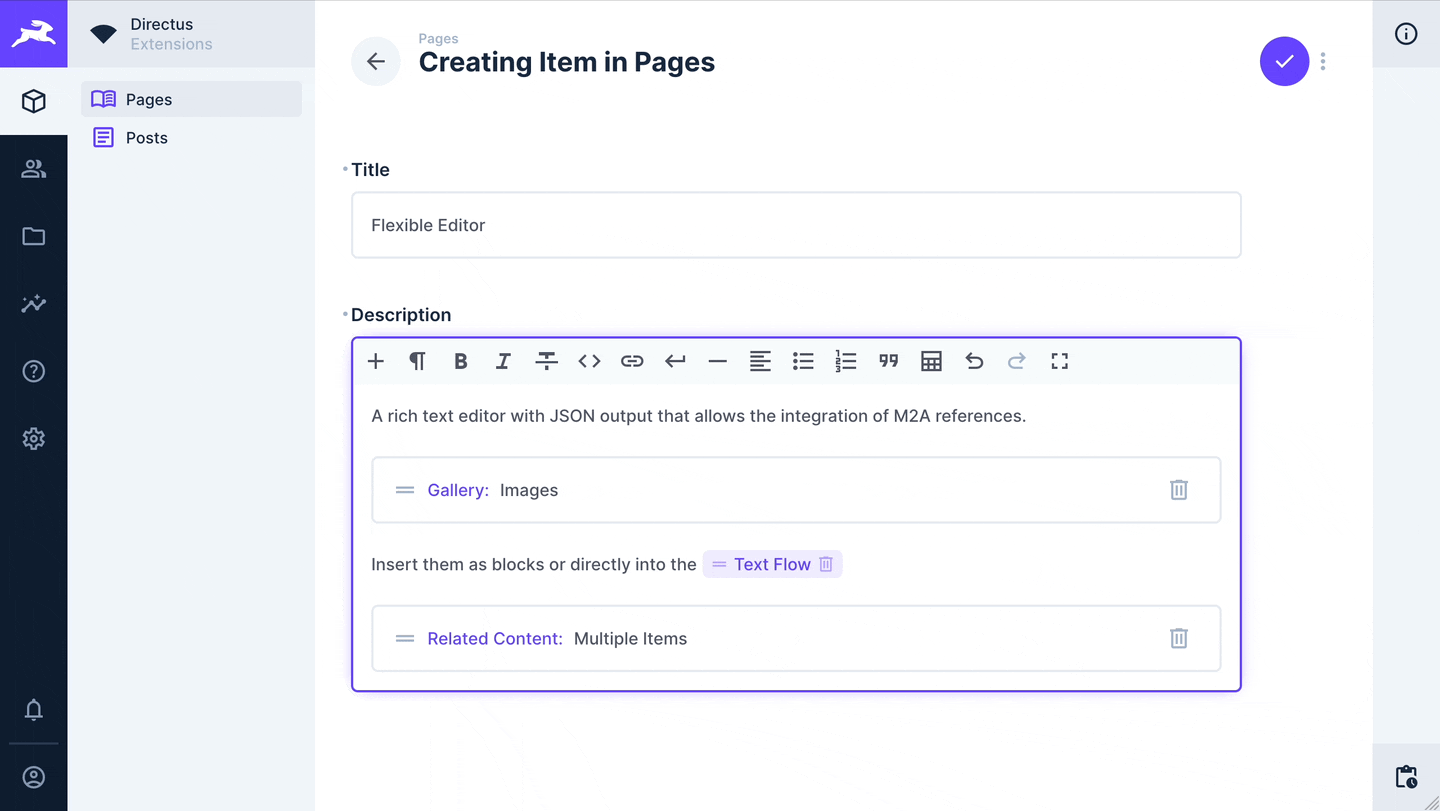 Directus
Extensions
Pages
Posts
Pages
Creating Item in Pages
Title
Flexible Editor
Description
A rich text editor with JSON output that allows the integration of M2A references.
Gallery: Images
Insert them as blocks or directly into the Text Flow
Related Content: Multiple Items